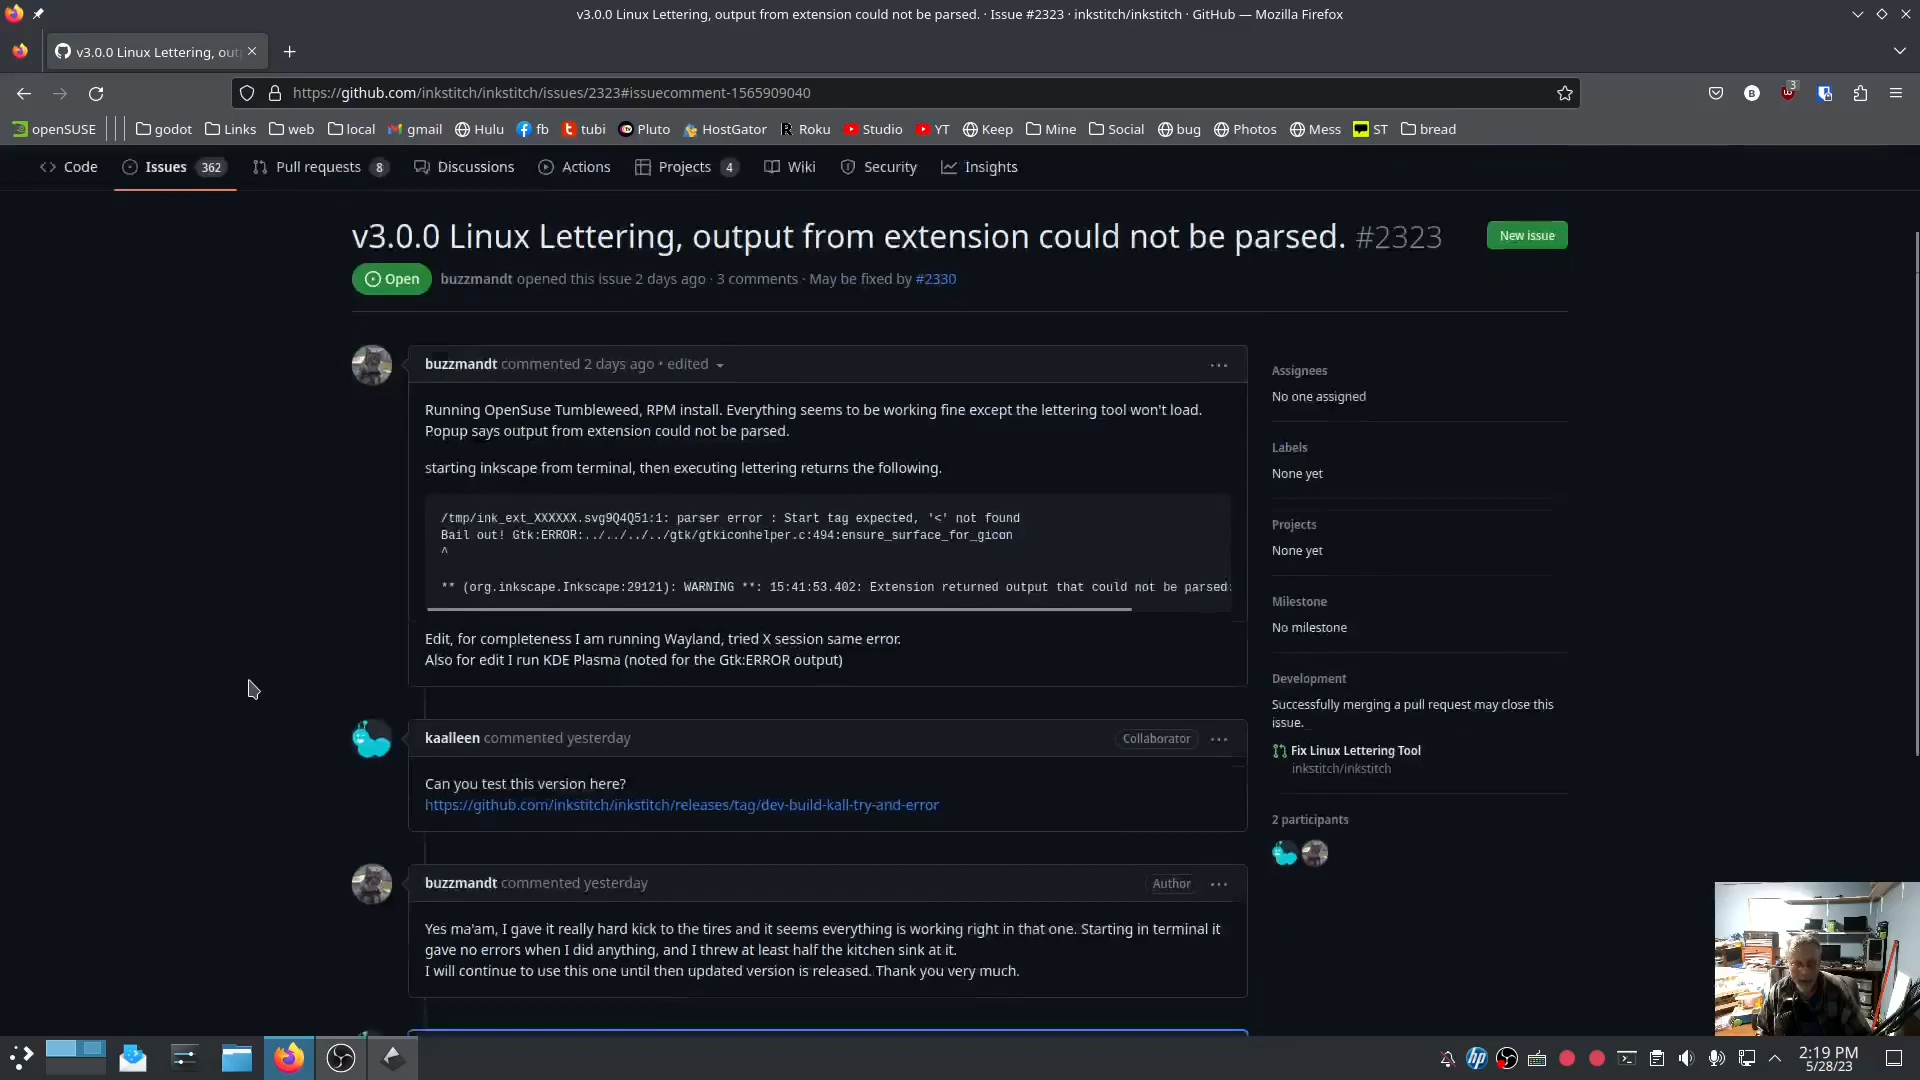 v3.0.0 Linux Lettering, output from extension could not be parsed. · Issue #2323 · inkstitch/inkstitch · GitHub — Mozilla Firefox
v3.0.0 Linux Lettering, out
https://github.com/inkstitch/inkstitch/issues/2323#issuecomment-1565909040
B
3
openSUSE
godot
Links
web
local
gmail
Hulu
fb
tubi
Pluto
HostGator
Roku
Studio
YT
Keep
Mine
Social
bug
Photos
Mess
ST
bread
Code
Issues 362
Pull requests 8
Discussions
Actions
Projects 4
Wiki
Security
Insights
v3.0.0 Linux Lettering, output from extension could not be parsed. #2323
New issue
Open
buzzmandt opened this issue 2 days ago · 3 comments · May be fixed by #2330
buzzmandt commented 2 days ago • edited
Running OpenSuse Tumbleweed, RPM install. Everything seems to be working fine except the lettering tool won't load.
Popup says output from extension could not be parsed.
starting inkscape from terminal, then executing lettering returns the following.
/tmp/ink_ext_XXXXXX.svg9Q4Q51:1: parser error : Start tag expected, '<' not found
Bail out! Gtk:ERROR:../../../../gtk/gtkiconhelper.c:494:ensure_surface_for_gicon
^
** (org.inkscape.Inkscape:29121): WARNING **: 15:41:53.402: Extension returned output that could not be parsed:
Edit, for completeness I am running Wayland, tried X session same error.
Also for edit I run KDE Plasma (noted for the Gtk:ERROR output)
kaalleen commented yesterday
Collaborator
Can you test this version here?
https://github.com/inkstitch/inkstitch/releases/tag/dev-build-kall-try-and-error
buzzmandt commented yesterday
Author
Yes ma'am, I gave it really hard kick to the tires and it seems everything is working right in that one. Starting in terminal it
gave no errors when I did anything, and I threw at least half the kitchen sink at it.
I will continue to use this one until then updated version is released. Thank you very much.
Assignees
No one assigned
Labels
None yet
Projects
None yet
Milestone
No milestone
Development
Successfully merging a pull request may close this
issue.
Fix Linux Lettering Tool
inkstitch/inkstitch
2 participants
hp
2:19 PM
5/28/23